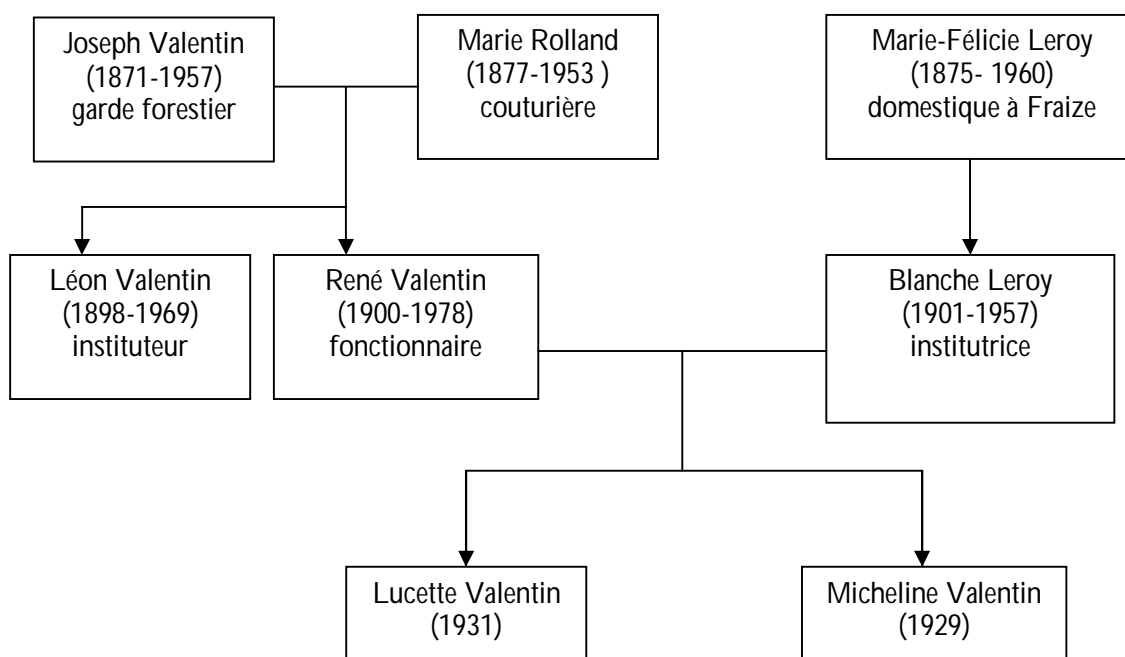 Joseph Valentin
(1871-1957)
garde forestier
Marie Rolland
(1877-1953 )
couturière
Marie-Félicie Leroy
(1875- 1960)
domestique à Fraize
Léon Valentin
(1898-1969)
instituteur
René Valentin
(1900-1978)
fonctionnaire
Blanche Leroy
(1901-1957)
institutrice
Lucette Valentin
(1931)
Micheline Valentin
(1929)